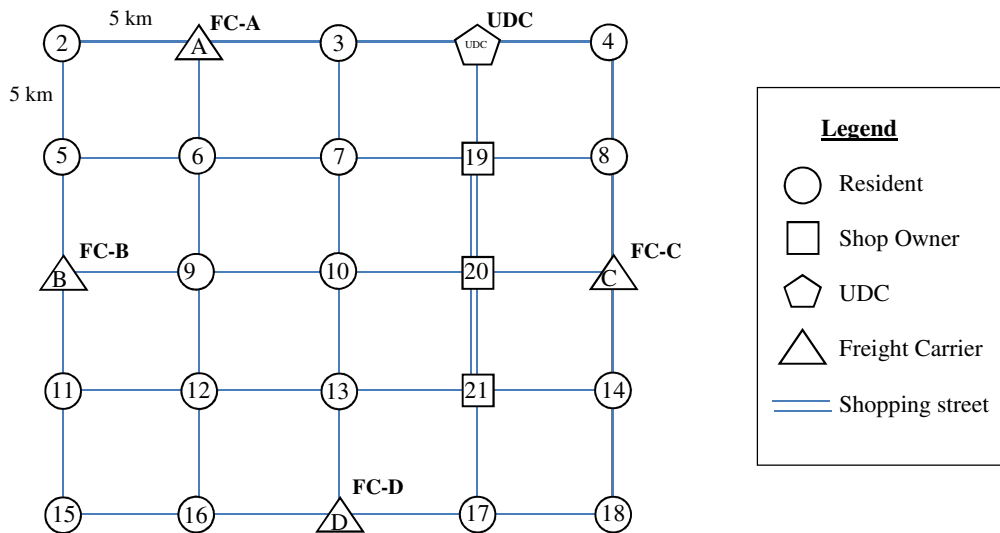 5 km FC-A UDC
2 A 3 UDC 4
5 km
5 6 7 19 8
FC-B FC-C
B 9 10 20 C
11 12 13 21 14
FC-D
15 16 D 17 18
Legend
Resident
Shop Owner
UDC
Freight Carrier
Shopping street